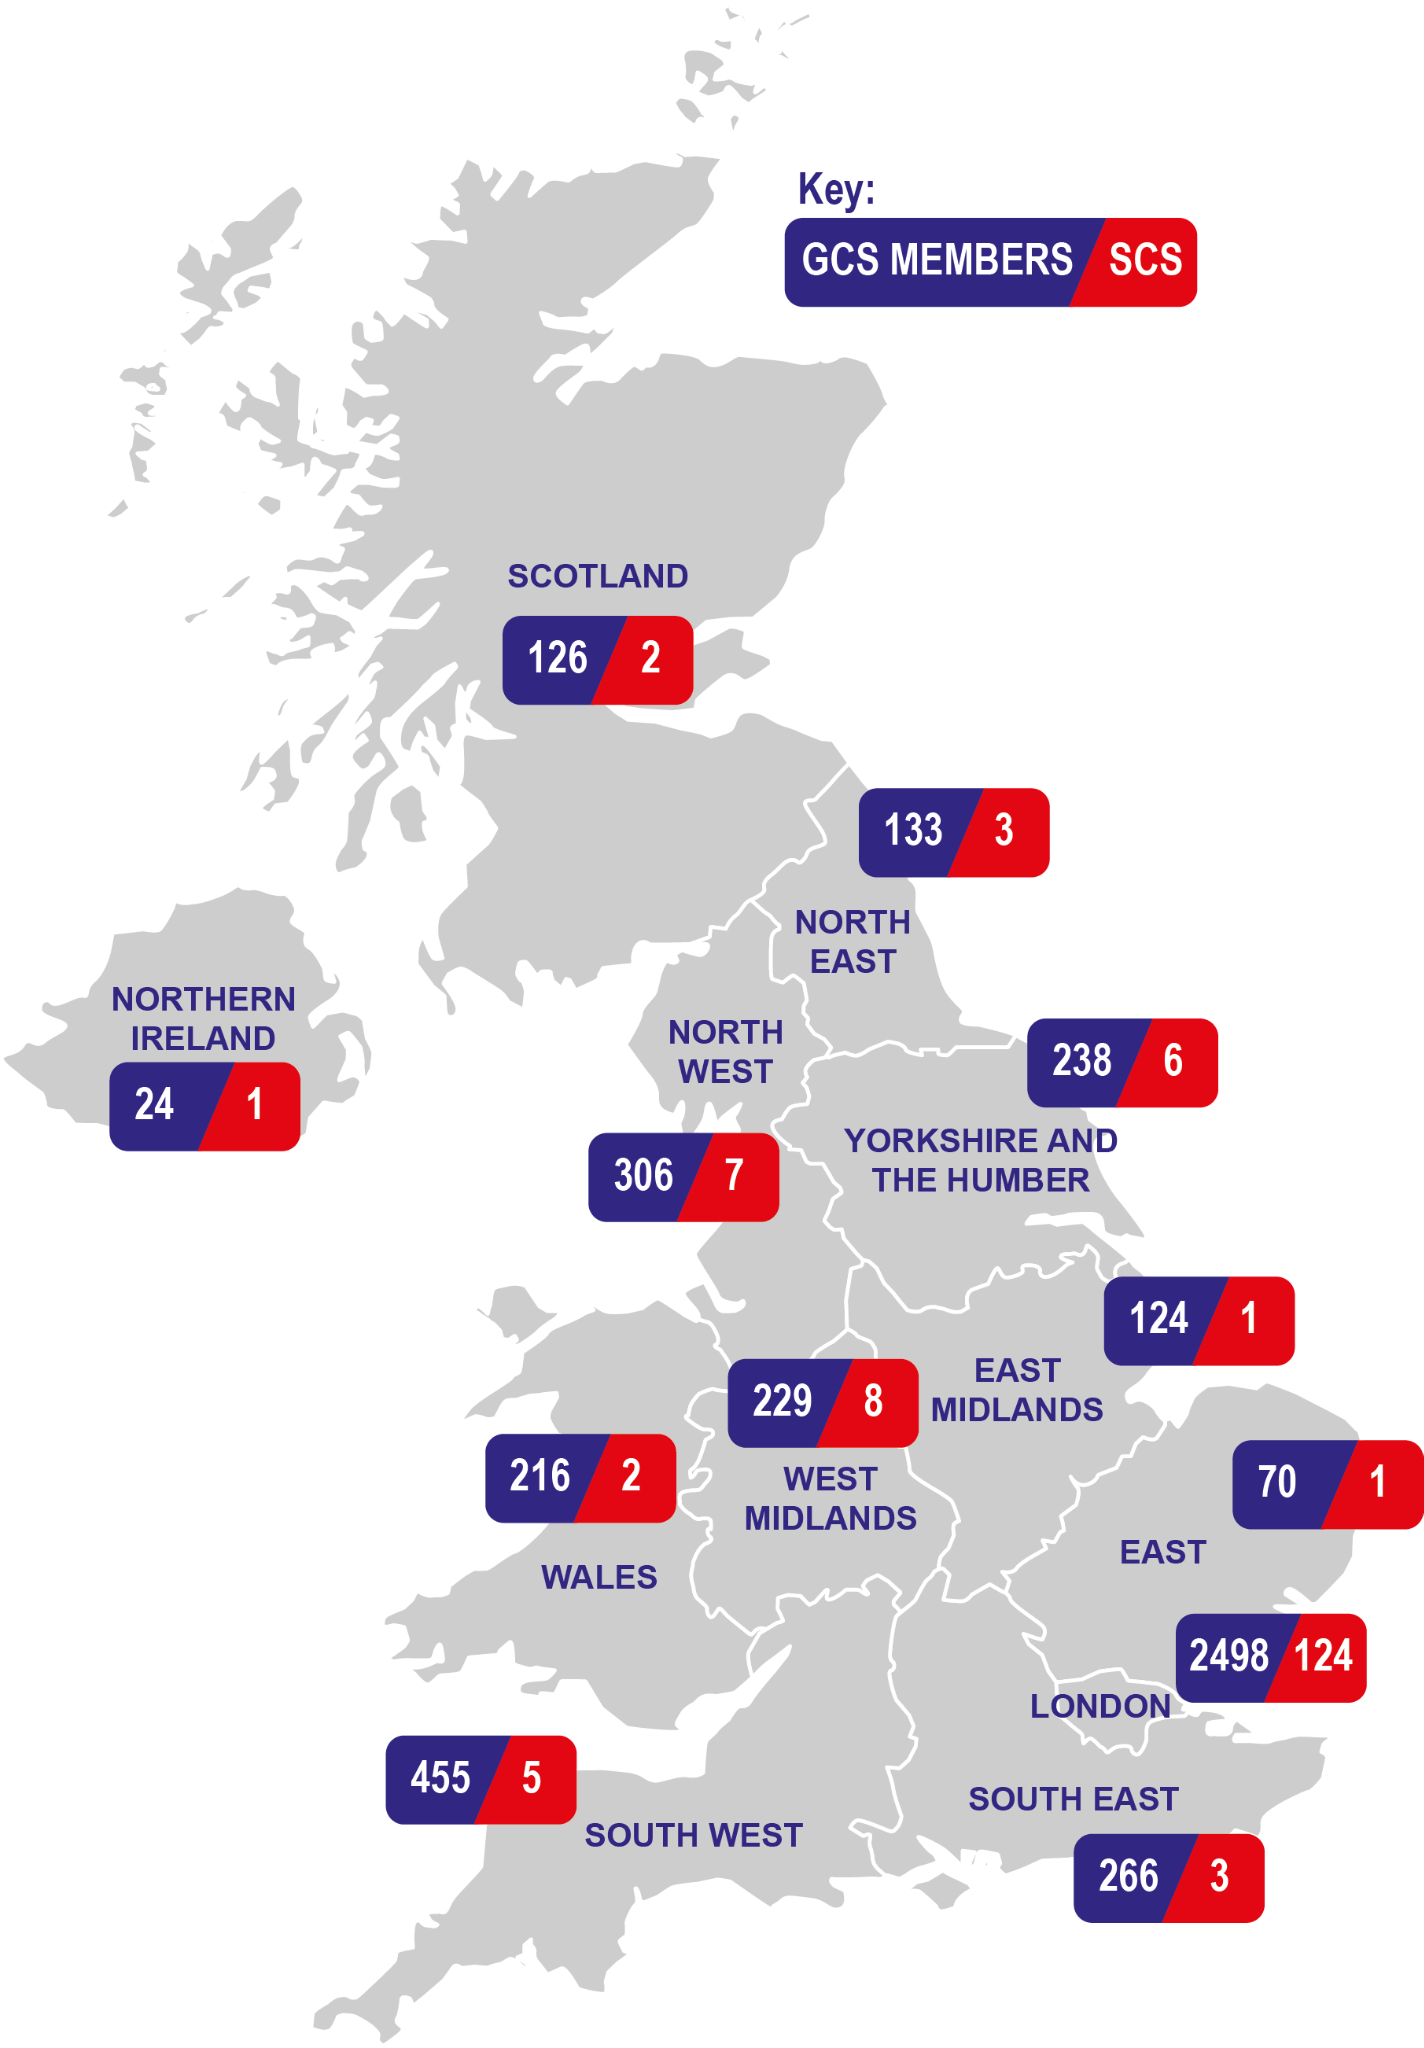 Key:
GCS MEMBERS SCS
SCOTLAND
126 2
133 3
NORTH
EAST
NORTHERN
IRELAND
24 1
NORTH
WEST
306 7
238 6
YORKSHIRE AND
THE HUMBER
124 1
EAST
MIDLANDS
229 8
WEST
MIDLANDS
216 2
WALES
70 1
EAST
2498 124
LONDON
455 5
SOUTH WEST
SOUTH EAST
266 3